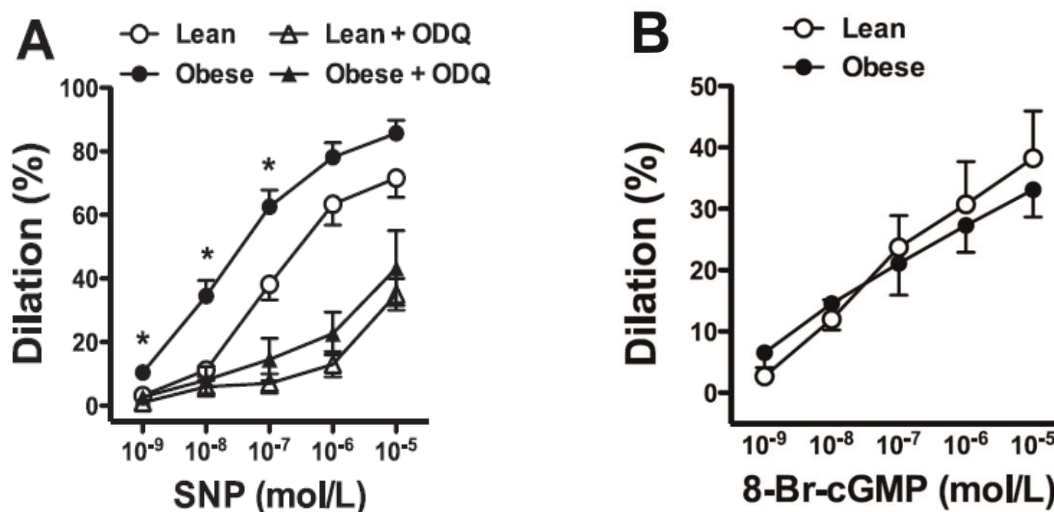 A
Lean
Lean + ODQ
Obese
Obese + ODQ
Dilation (%)
100
80
60
40
20
0
*
*
*
10-9
10-8
10-7
10-6
10-5
SNP (mol/L)
B
Lean
Obese
Dilation (%)
50
40
30
20
10
0
10-9
10-8
10-7
10-6
10-5
8-Br-cGMP (mol/L)